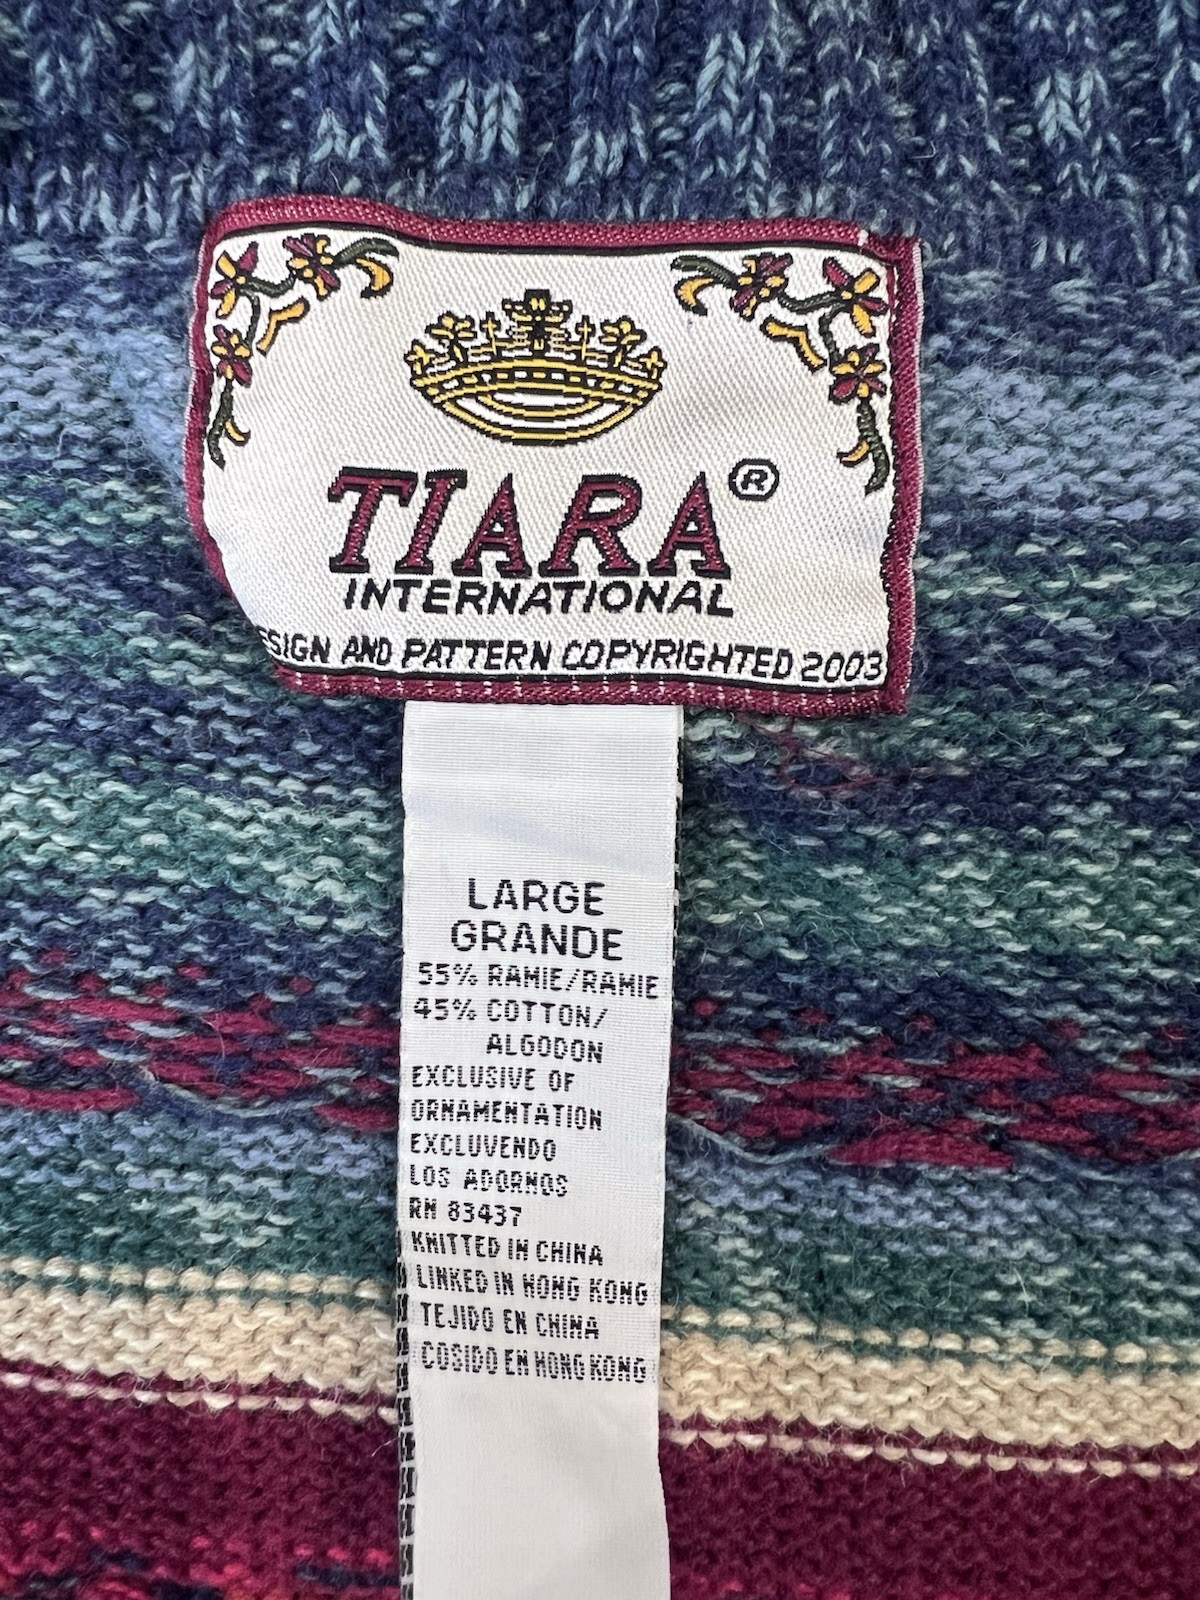 TIARA®
INTERNATIONAL
ESIGN AND PATTERN COPYRIGHTED 2003
LARGE
GRANDE
55% RAMIE/RAMIE
45% COTTON/
ALGODON
EXCLUSIVE OF
ORNAMENTATION
EXCLUVENDO
LOS ADORNOS
RN 83437
KNITTED IN CHINA
LINKED IN HONG KONG
TEJIDO EN CHINA
COSIDO EN HONG KONG